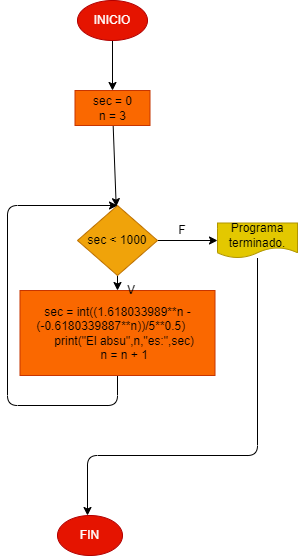 INICIO
sec = 0
n = 3
sec < 1000
F
Programa
terminado.
V
sec = int((1.618033989**n -
(-0.6180339887**n))/5**0.5)
print("El absu",n,"es:",sec)
n = n + 1
FIN